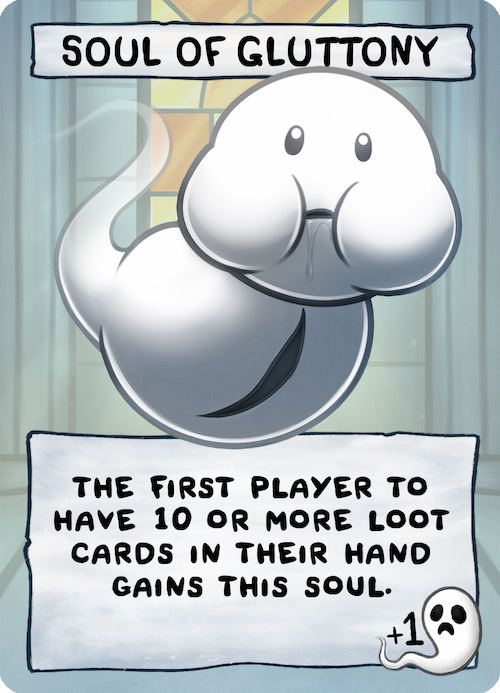 SOUL OF GLUTTONY
THE FIRST PLAYER TO
HAVE 10 OR MORE LOOT
CARDS IN THEIR HAND
GAINS THIS SOUL.
+1